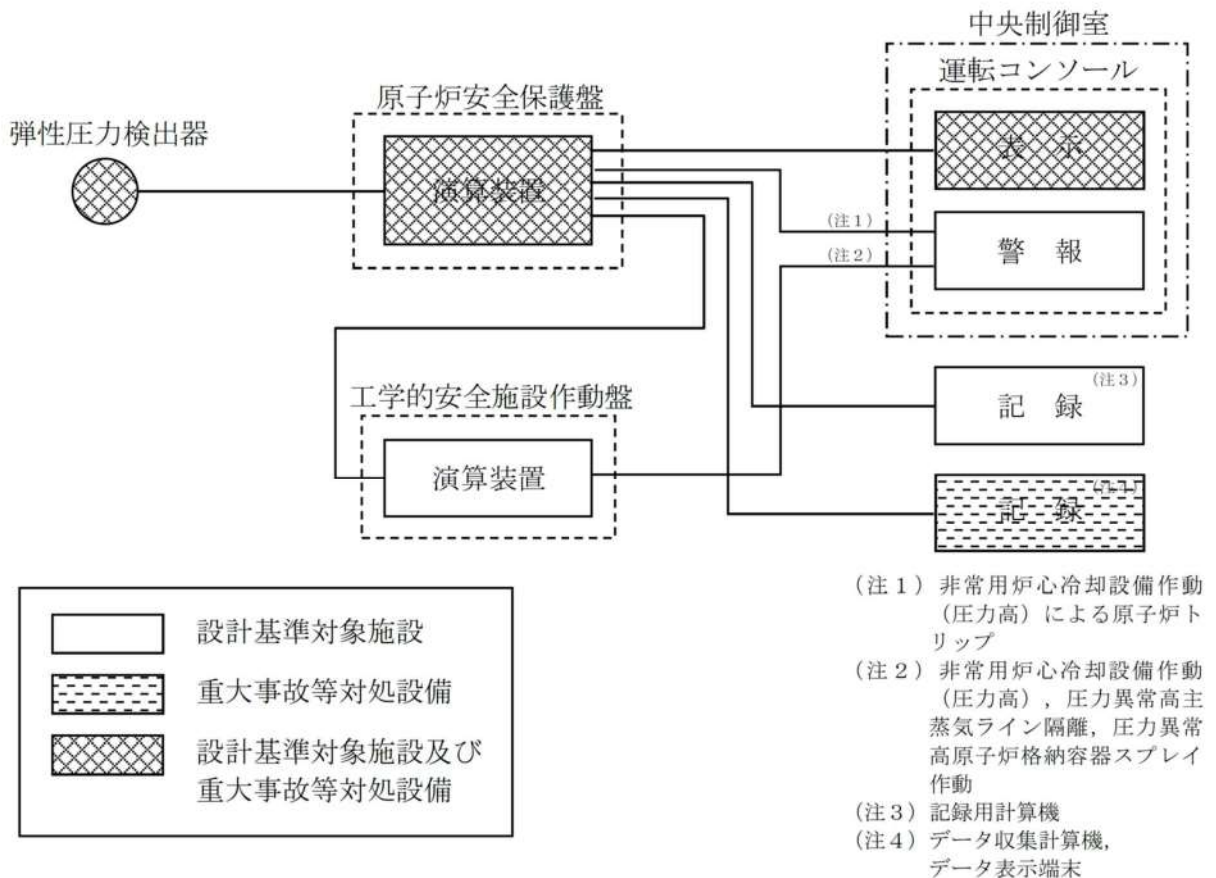 中央制御室
運転コンソール
原子炉安全保護盤
弾性圧力検出器
演算装置
表　示
(注1)
警　報
(注2)
(注3)
記　録
工学的安全施設作動盤
演算装置
(注4)
記　録
設計基準対象施設
重大事故等対処設備
設計基準対象施設及び
重大事故等対処設備
(注1) 非常用炉心冷却設備作動
(圧力高) による原子炉ト
リップ
(注2) 非常用炉心冷却設備作動
(圧力高) ，圧力異常高主
蒸気ライン隔離，圧力異常
高原子炉格納容器スプレイ
作動
(注3) 記録用計算機
(注4) データ収集計算機，
データ表示端末